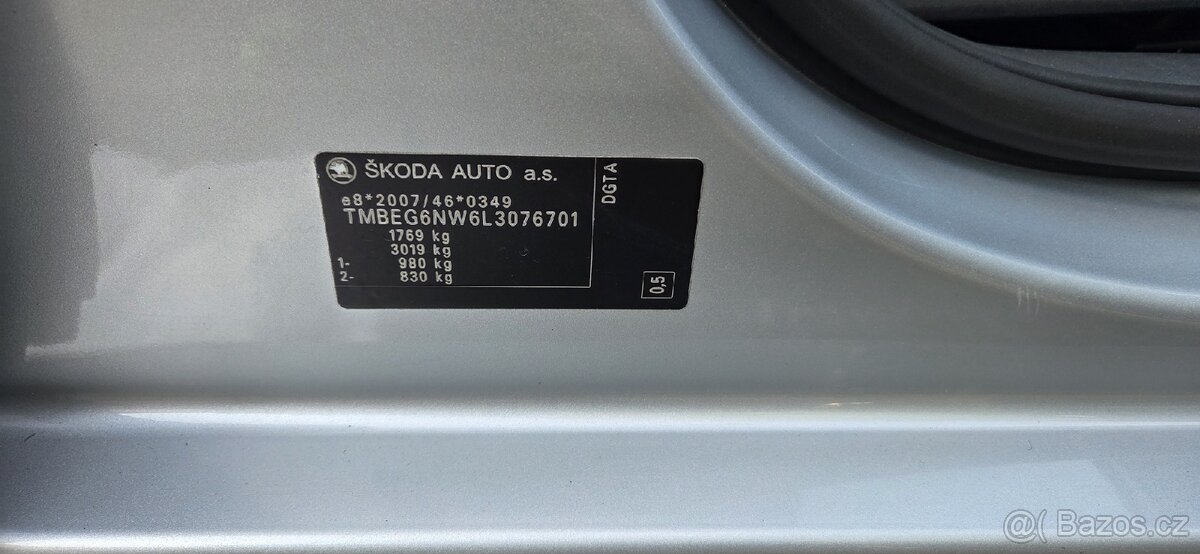 ŠKODA AUTO a.s.
e8*2007/46*0349
TMBEG6NW6L3076701
1769 kg
3019 kg
1- 980 kg
2- 830 kg
DGTA
0,5
@( Bazos.cz